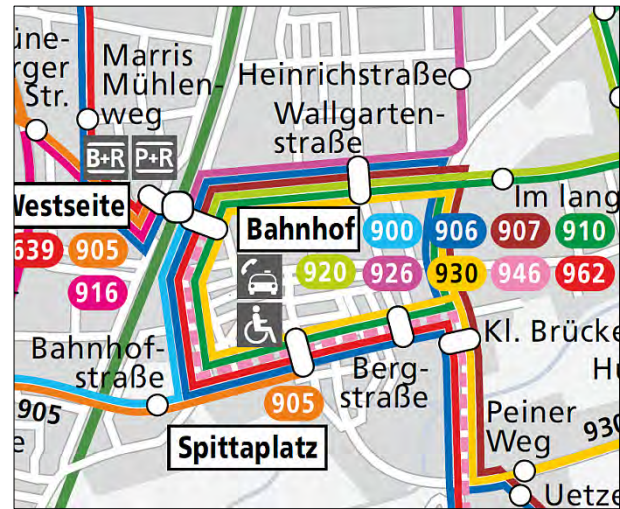 üne-
rger
Str.
Marris
Mühlen-
weg
B+R P+R
Heinrichstraße
Wallgarten-
straße
Westseite
639 905
916
Bahnhof 900 906 907 910
920 926 930 946 962
Im lang
Bahnhof-
straße
905
905
Spittaplatz
Berg-
straße
Kl. Brücke
Hu
Peiner
Weg
930
Uetze
e